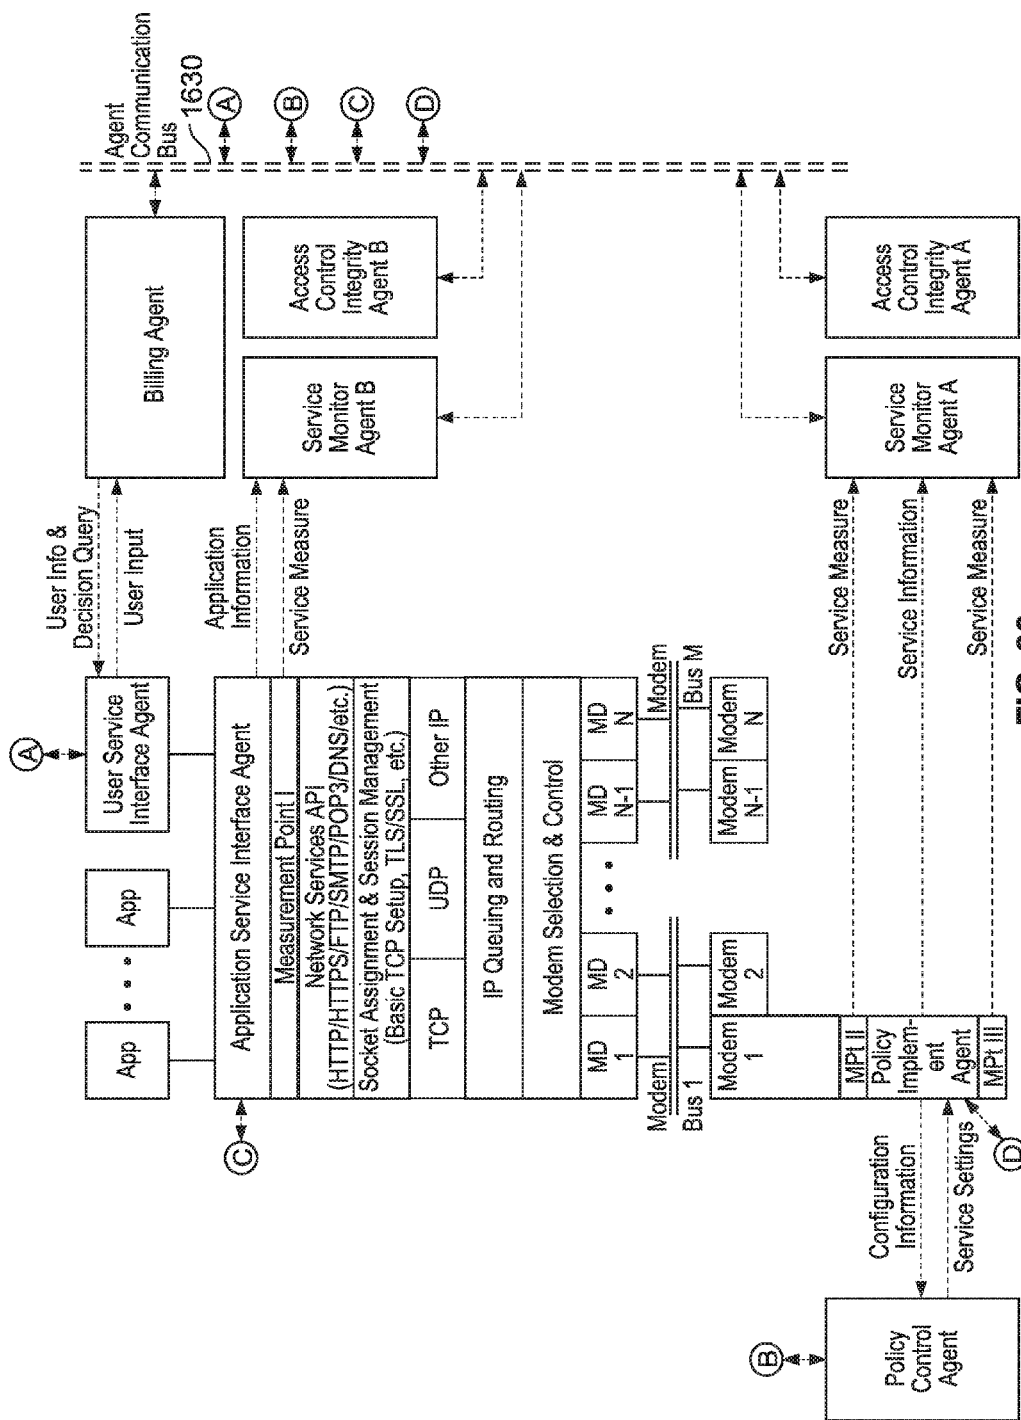 Agent
Communication
Bus
1630
A
B
C
D
Billing Agent
Access
Control
Integrity
Agent B
Service
Monitor
Agent B
Access
Control
Integrity
Agent A
Service
Monitor
Agent A
User Info &
Decision Query
User Input
Application
Information
Service Measure
Service Measure
Service Information
Service Measure
A
User Service
Interface Agent
App
• • •
App
C
Application Service Interface Agent
Measurement Point I
Network Services API
(HTTP/HTTPS/FTP/SMTP/POP3/DNS/etc.)
Socket Assignment & Session Management
(Basic TCP Setup, TLS/SSL, etc.)
TCP
UDP
Other IP
IP Queuing and Routing
Modem Selection & Control
MD
1
MD
2
• • •
MD
N-1
MD
N
Modem
Bus 1
Modem
Bus M
Modem
1
Modem
2
Modem
N-1
Modem
N
MPt II
Policy
Implem-
ent
Agent
MPt III
D
Configuration
Information
Service Settings
B
Policy
Control
Agent